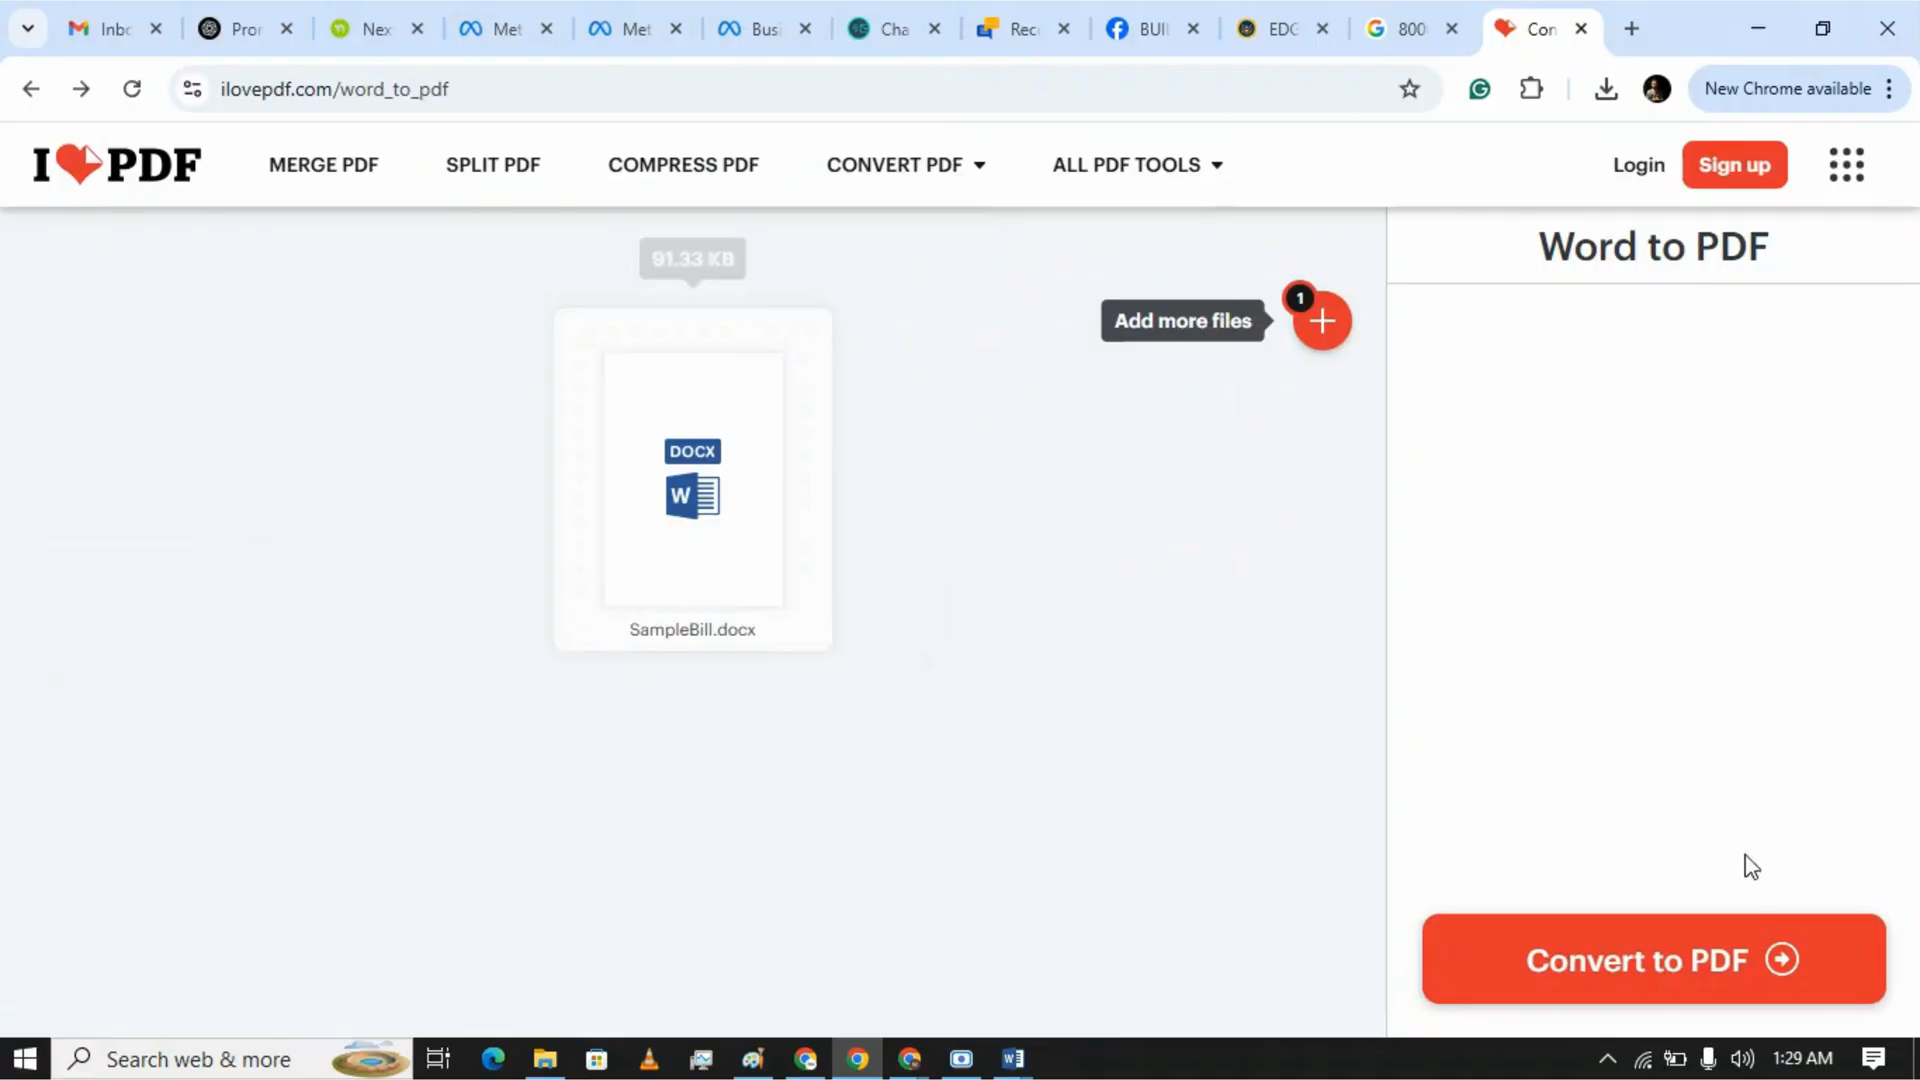 Inbo
Pror
Nex
Met
Met
Busi
Cha
Rec
BUII
EDG
800
Con
ilovepdf.com/word_to_pdf
New Chrome available
I PDF
MERGE PDF
SPLIT PDF
COMPRESS PDF
CONVERT PDF
ALL PDF TOOLS
Login
Sign up
Word to PDF
91.33 KB
1
Add more files
DOCX
W
SampleBill.docx
Convert to PDF
Search web & more
1:29 AM